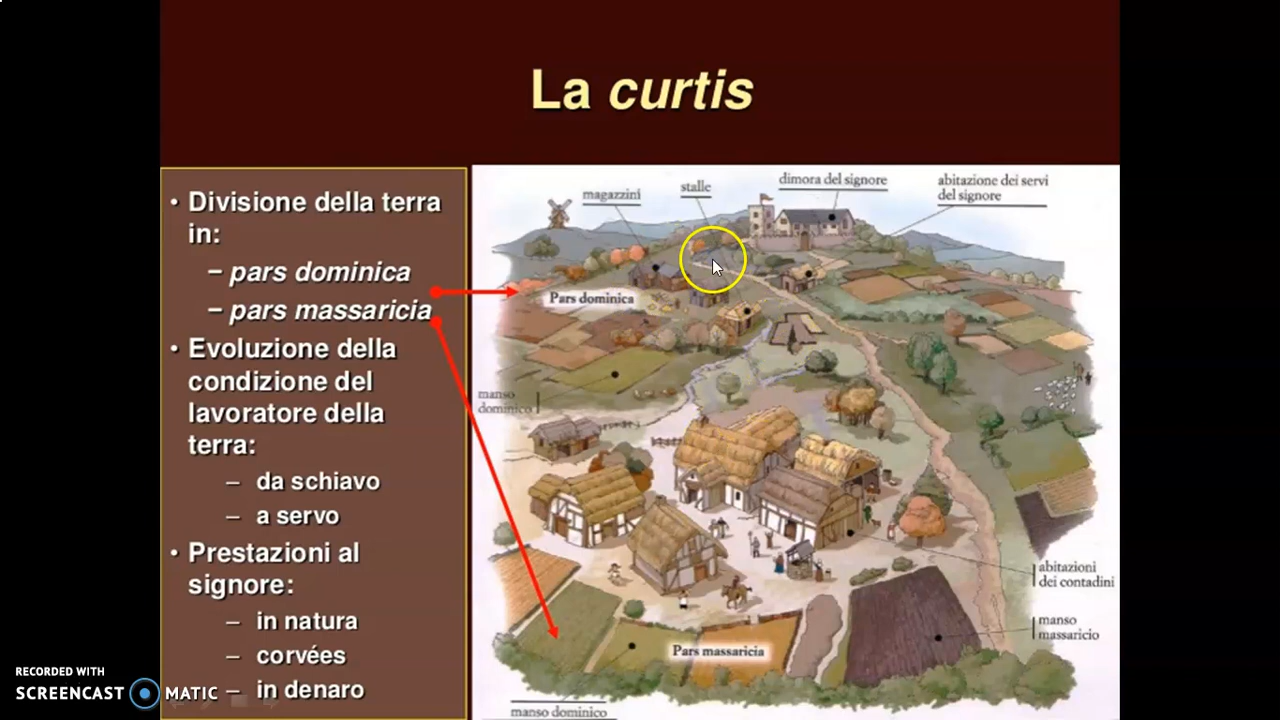 La curtis
• Divisione della terra
in:
– pars dominica
– pars massaricia
• Evoluzione della
condizione del
lavoratore della
terra:
– da schiavo
– a servo
• Prestazioni al
signore:
– in natura
– corvées
– in denaro
magazzini
stalle
dimora del signore
abitazione dei servi
del signore
Pars dominica
manso
dominico
abitazioni
dei contadini
manso
massaricio
Pars massaricia
manso dominico
RECORDED WITH
SCREENCAST MATIC